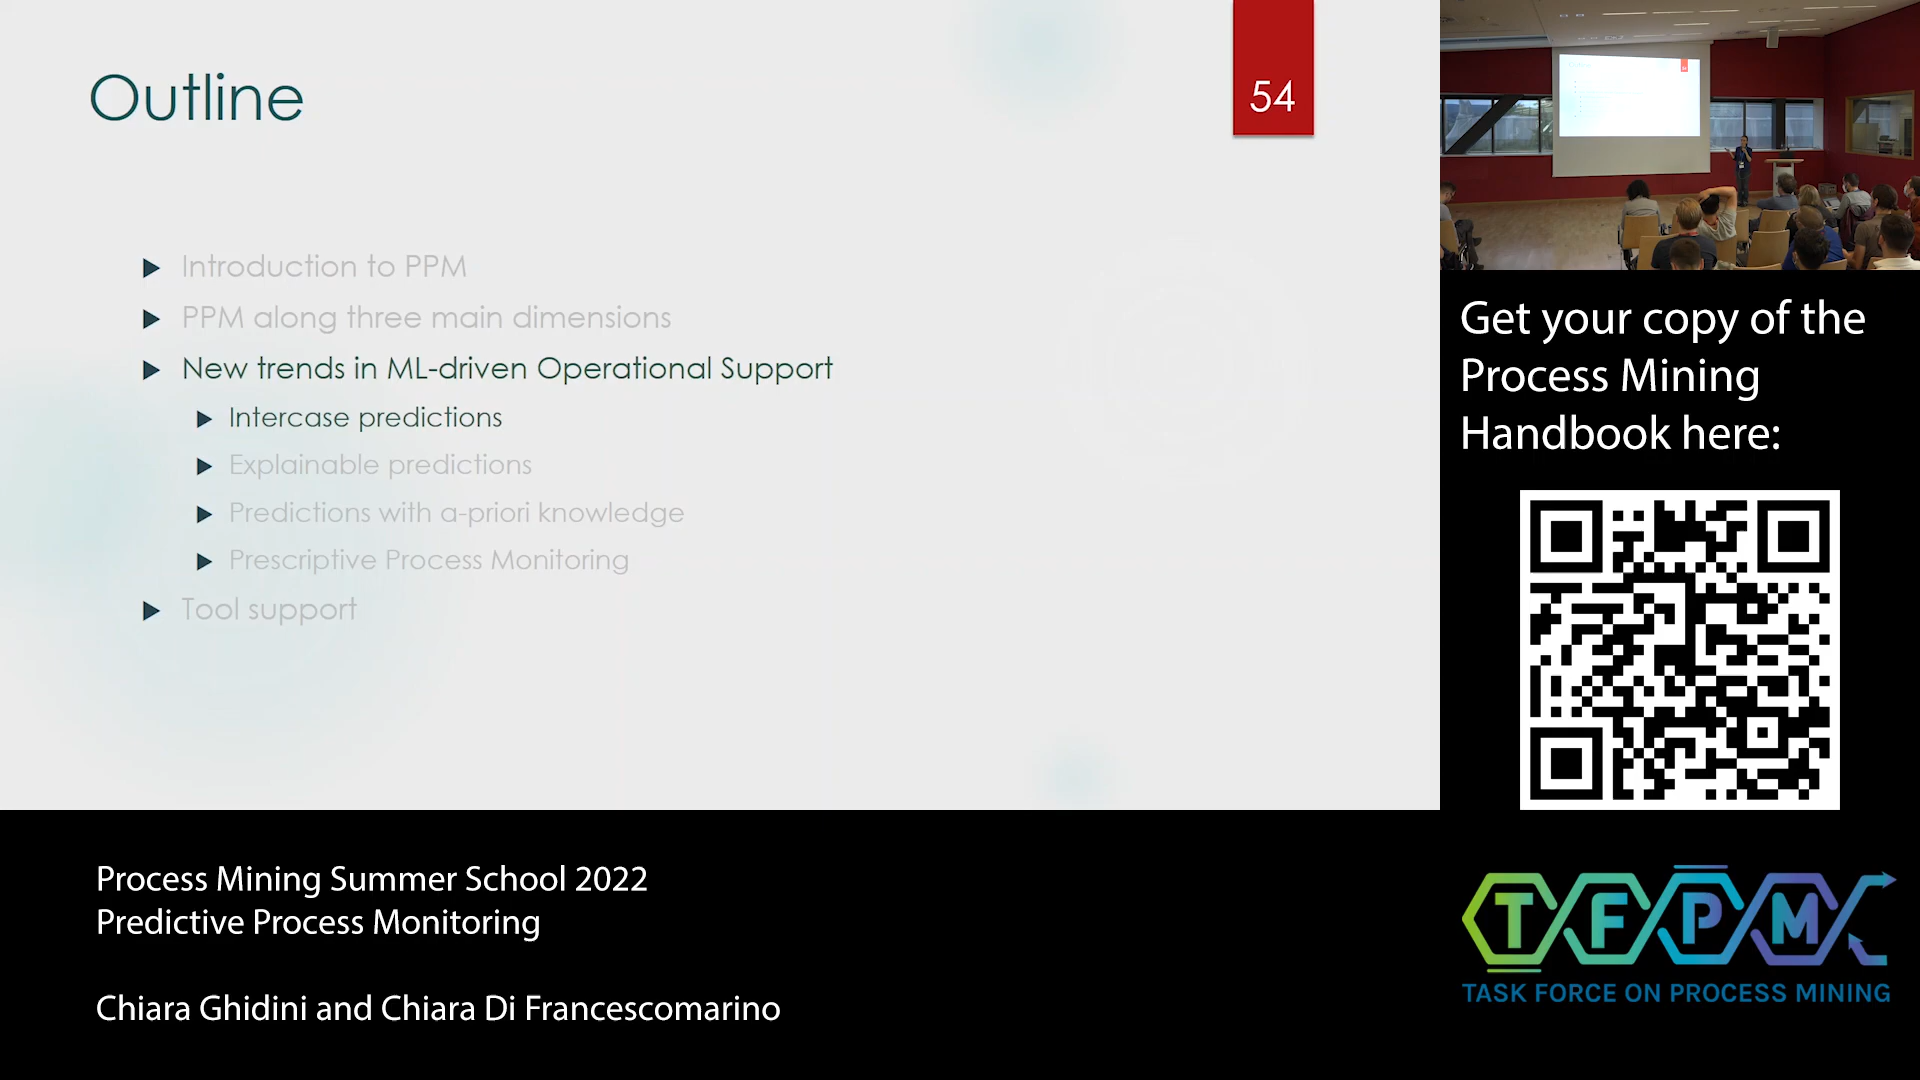 Outline
54
Introduction to PPM
PPM along three main dimensions
New trends in ML-driven Operational Support
Intercase predictions
Explainable predictions
Predictions with a-priori knowledge
Prescriptive Process Monitoring
Tool support
Get your copy of the
Process Mining
Handbook here:
Process Mining Summer School 2022
Predictive Process Monitoring
Chiara Ghidini and Chiara Di Francescomarino
TFPM
TASK FORCE ON PROCESS MINING